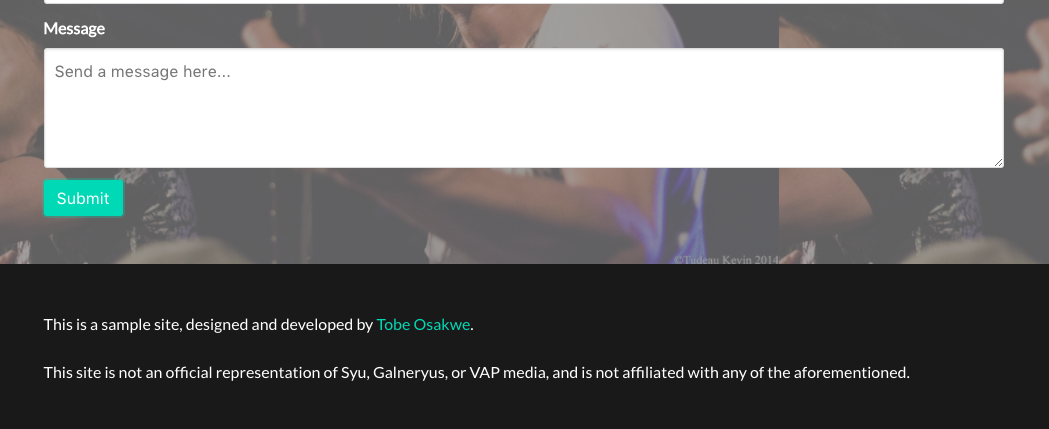 Message
Send a message here...
Submit
©Tudeau Kevin 2014
This is a sample site, designed and developed by Tobe Osakwe.
This site is not an official representation of Syu, Galneryus, or VAP media, and is not affiliated with any of the aforementioned.